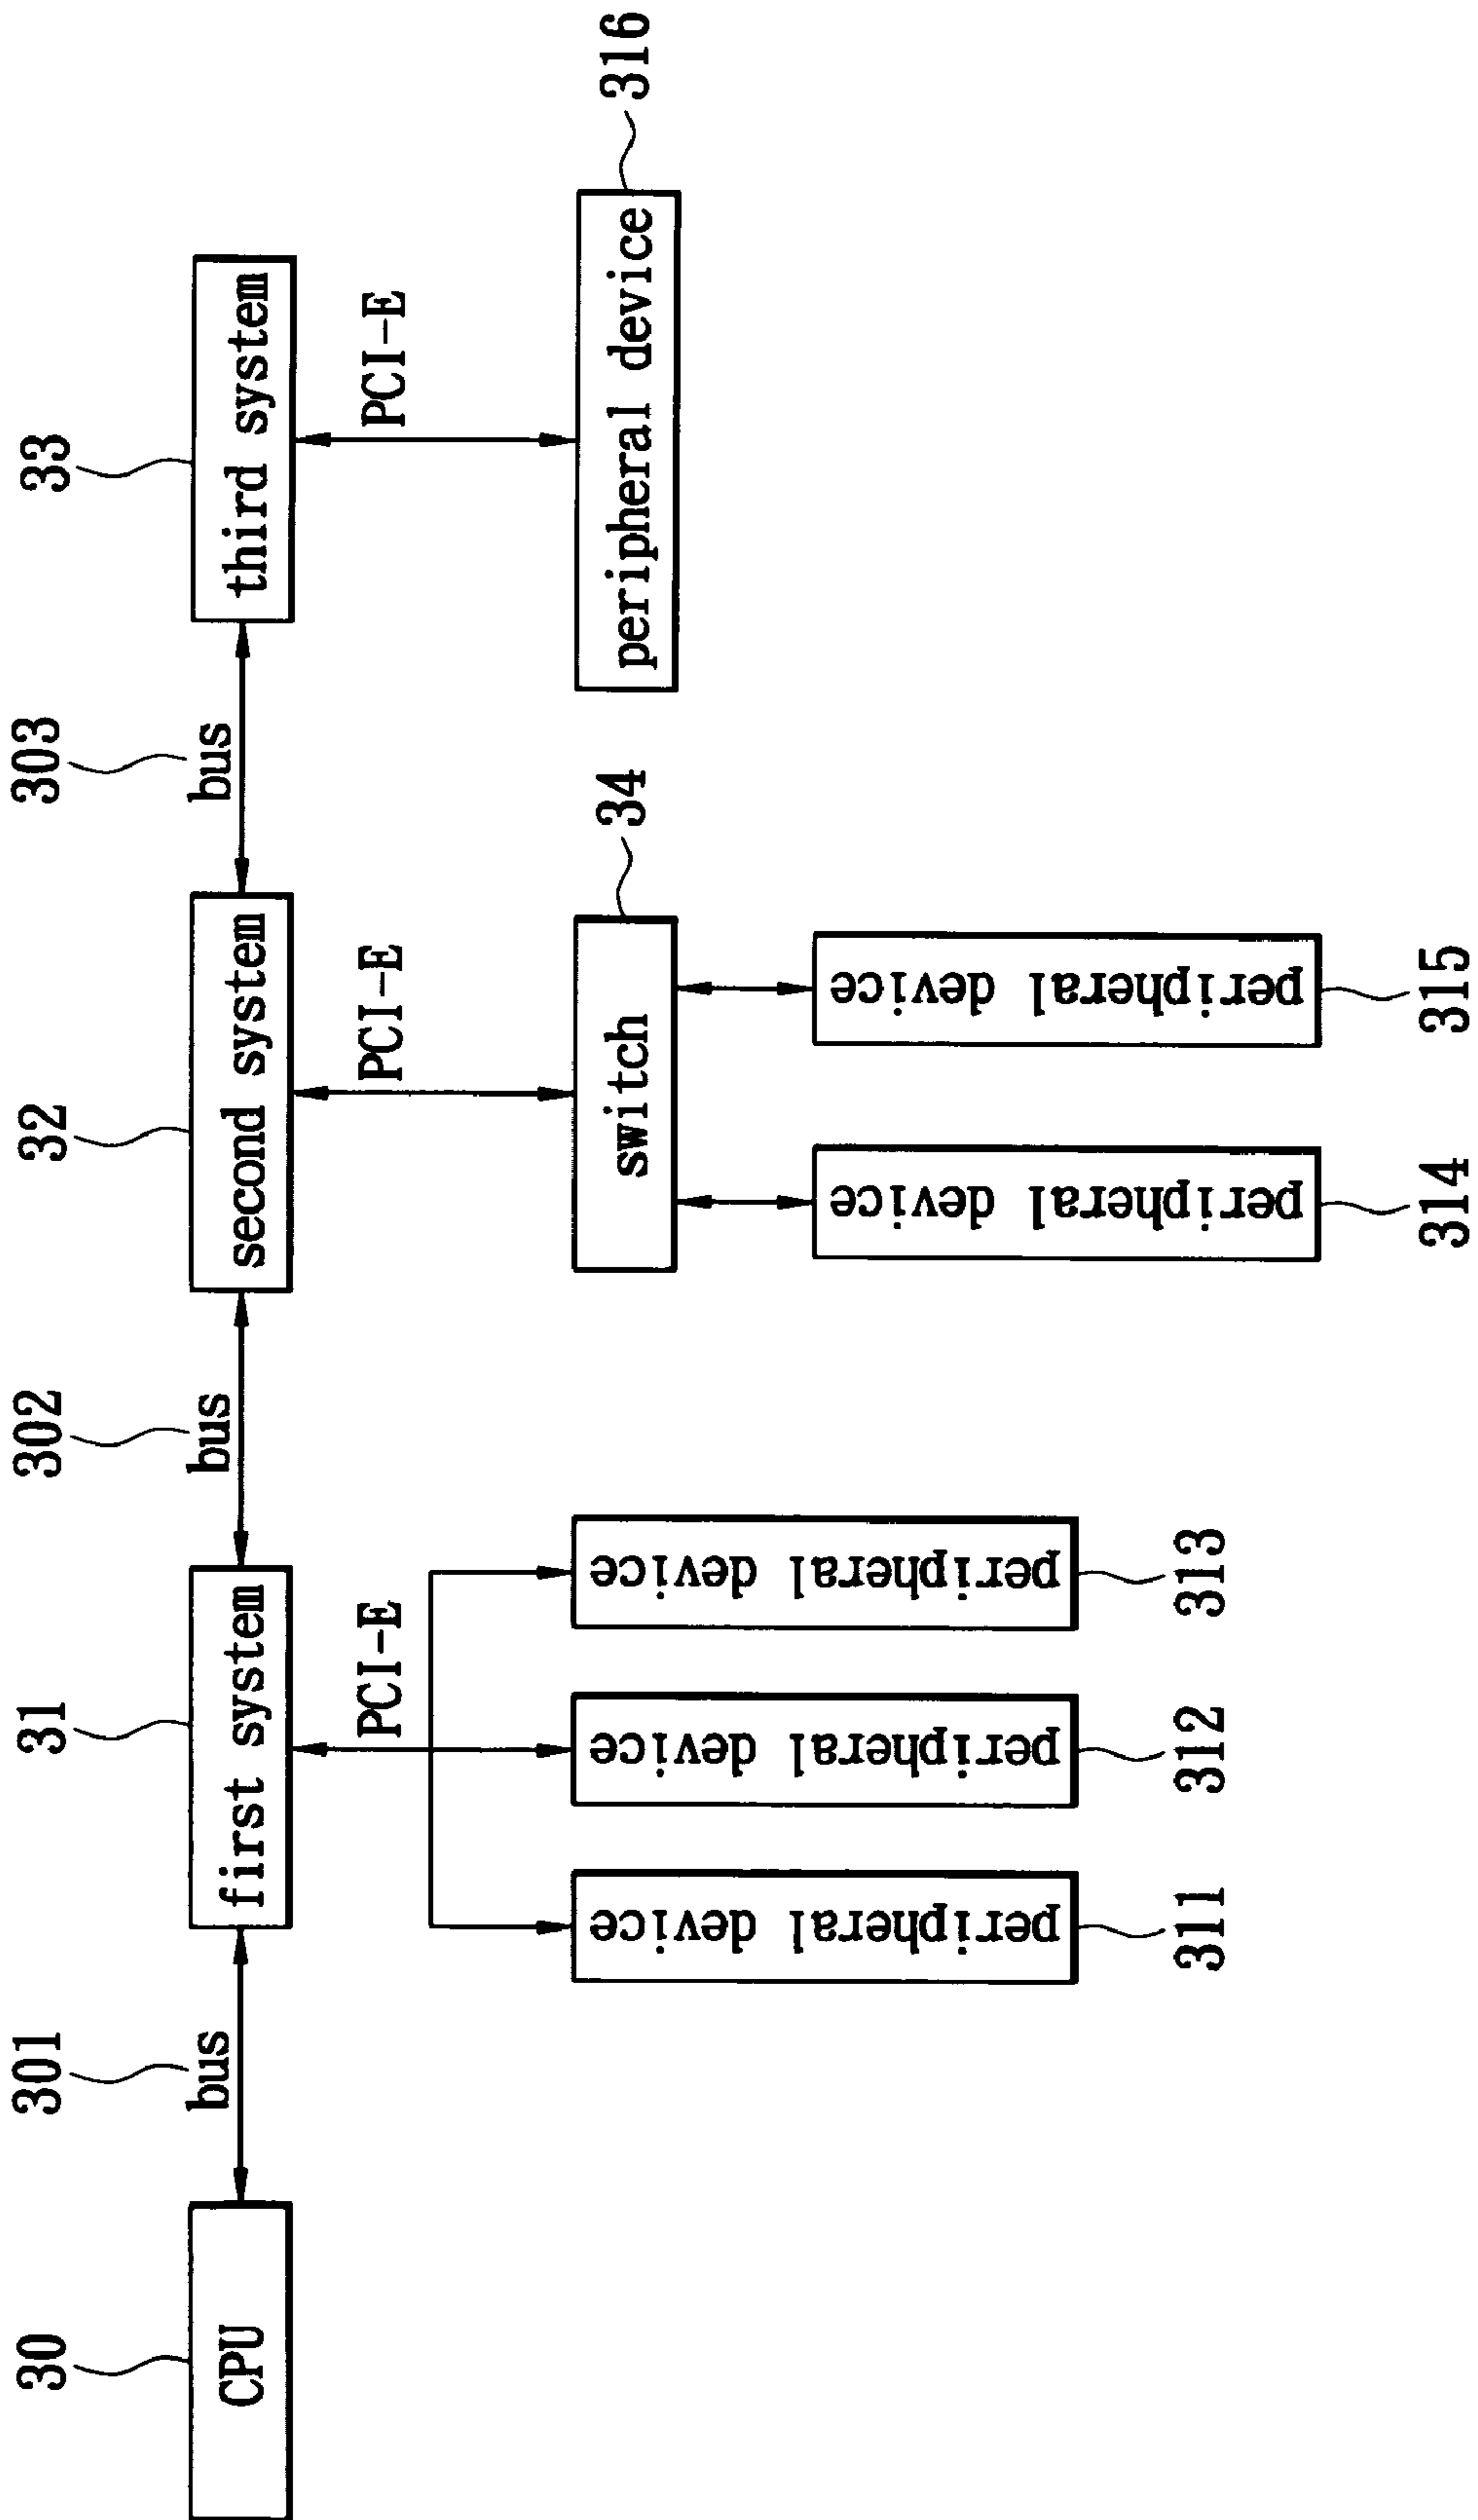 30
301
31
302
32
303
33
CPU
bus
first system
bus
second system
bus
third system
PCI-E
PCI-E
PCI-E
peripheral device
peripheral device
peripheral device
switch
34
peripheral device
316
311
312
313
peripheral device
peripheral device
314
315